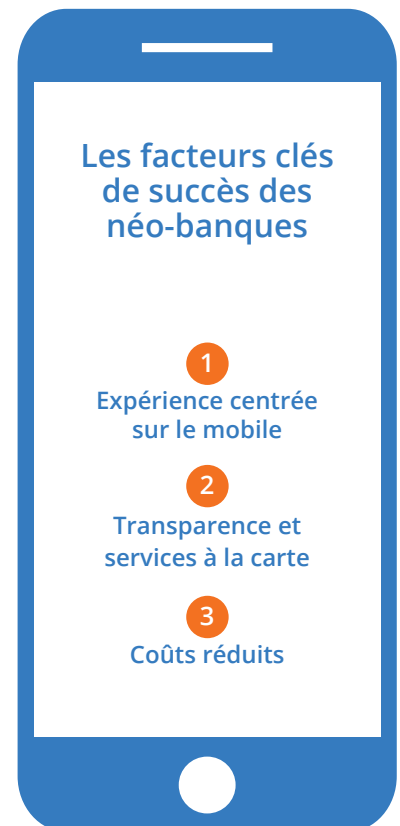 Les facteurs clés
de succès des
néo-banques
1
Expérience centrée
sur le mobile
2
Transparence et
services à la carte
3
Coûts réduits